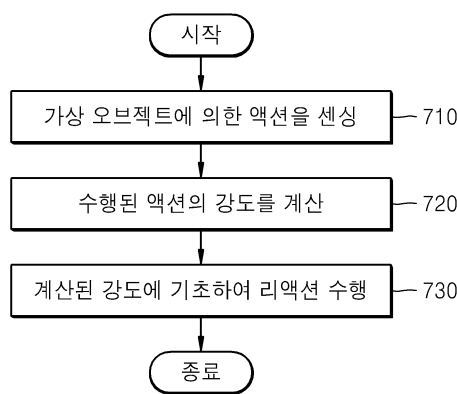 시작
가상 오브젝트에 의한 액션을 센싱
710
수행된 액션의 강도를 계산
720
계산된 강도에 기초하여 리액션 수행
730
종료